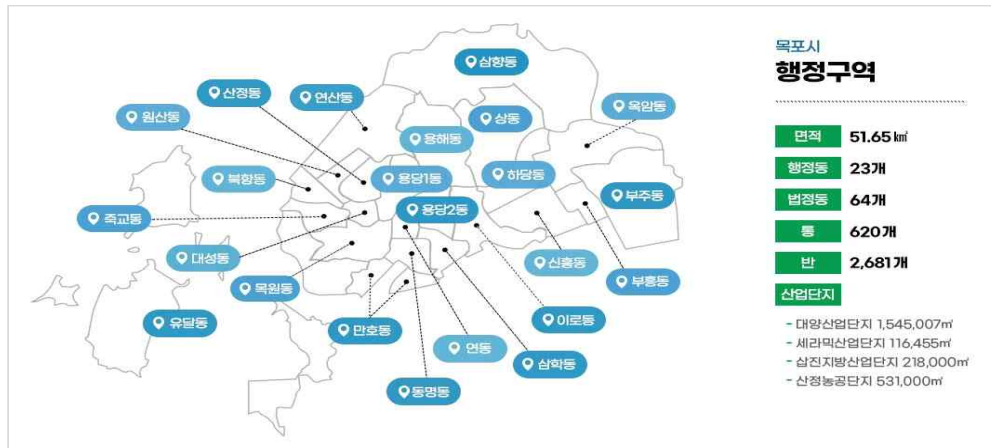 목포시
행정구역
면적 51.65㎢
행정동 23개
법정동 64개
통 620개
반 2,681개
산업단지
- 대양산업단지 1,545,007㎡
- 세라믹산업단지 116,455㎡
- 삽진지방산업단지 218,000㎡
- 산정농공단지 531,000㎡
삼향동
산정동
연산동
옥암동
원산동
상동
용해동
북항동
용당1동
하당동
부주동
죽교동
용당2동
대성동
신흥동
목원동
부흥동
유달동
만호동
이로동
연동
삼학동
동명동